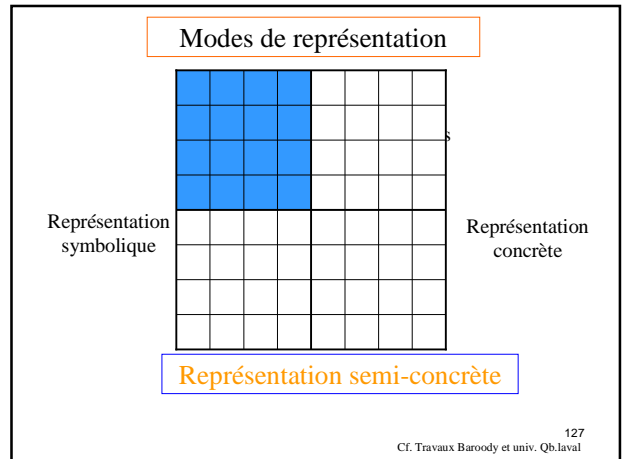 Modes de représentation
s
Représentation
symbolique
Représentation
concrète
Représentation semi-concrète
127
Cf. Travaux Baroody et univ. Qb.laval